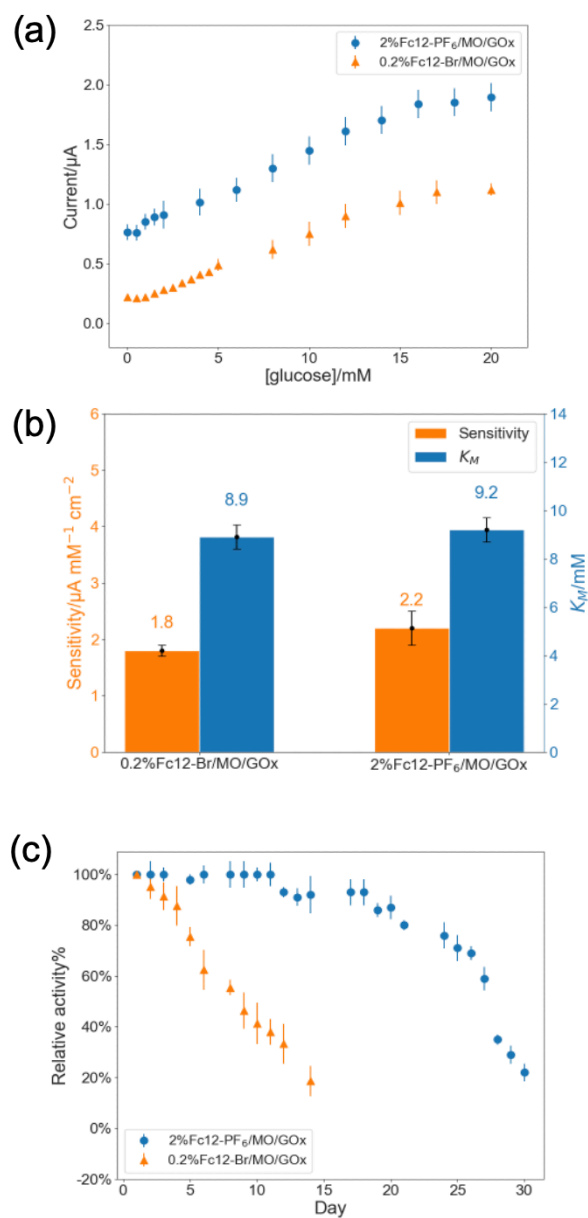 (a)
2.5
2.0
1.5
1.0
0.5
0.0
Current/μA
2%Fc12-PF₆/MO/GOx
0.2%Fc12-Br/MO/GOx
0 5 10 15 20
[glucose]/mM
(b)
6
5
4
3
2
1
0
Sensitivity/μA mM⁻¹ cm⁻²
Sensitivity
K_M
1.8
8.9
2.2
9.2
14
12
10
8
6
4
2
0
K_M/mM
0.2%Fc12-Br/MO/GOx 2%Fc12-PF₆/MO/GOx
(c)
100%
80%
60%
40%
20%
0%
-20%
Relative activity%
2%Fc12-PF₆/MO/GOx
0.2%Fc12-Br/MO/GOx
0 5 10 15 20 25 30
Day